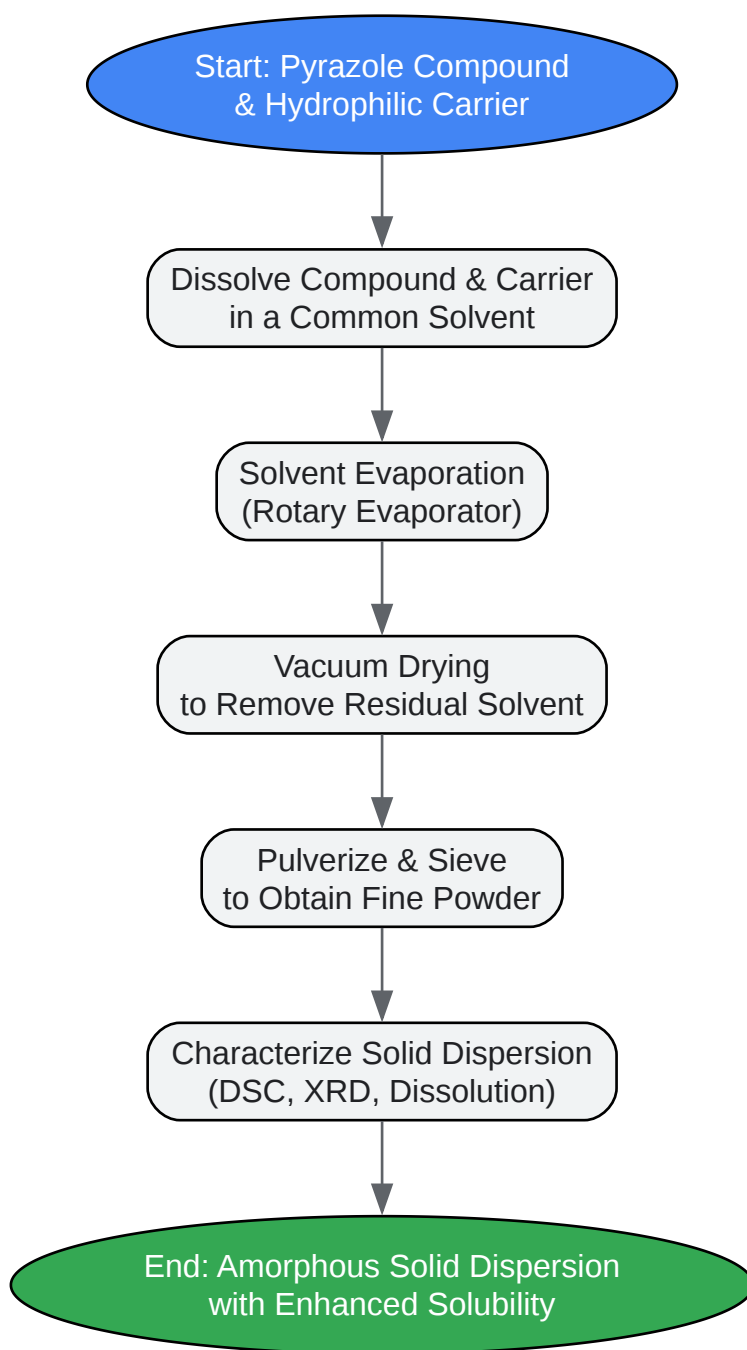 Start: Pyrazole Compound
& Hydrophilic Carrier
Dissolve Compound & Carrier
in a Common Solvent
Solvent Evaporation
(Rotary Evaporator)
Vacuum Drying
to Remove Residual Solvent
Pulverize & Sieve
to Obtain Fine Powder
Characterize Solid Dispersion
(DSC, XRD, Dissolution)
End: Amorphous Solid Dispersion
with Enhanced Solubility